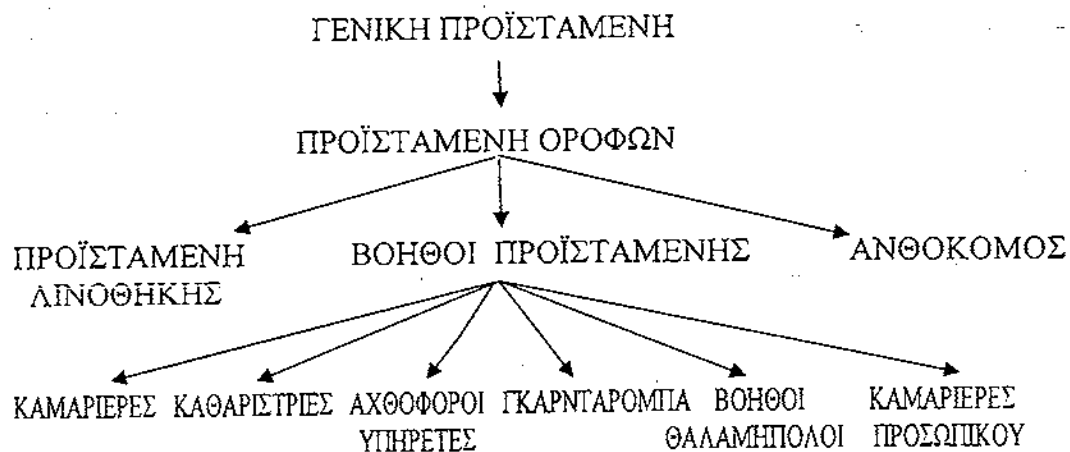 ΓΕΝΙΚΗ ΠΡΟΪΣΤΑΜΕΝΗ
ΠΡΟΪΣΤΑΜΕΝΗ ΟΡΟΦΩΝ
ΠΡΟΪΣΤΑΜΕΝΗ ΒΟΗΘΟΙ ΠΡΟΪΣΤΑΜΕΝΗΣ ΑΝΘΟΚΟΜΟΣ
ΛΙΝΟΘΗΚΗΣ
ΚΑΜΑΡΙΕΡΕΣ ΚΑΘΑΡΙΣΤΡΙΕΣ ΑΧΘΟΦΟΡΟΙ ΓΚΑΡΝΤΑΡΟΜΠΑ ΒΟΗΘΟΙ ΚΑΜΑΡΙΕΡΕΣ
ΥΠΗΡΕΤΕΣ ΘΑΛΑΜΗΠΟΛΟΙ ΠΡΟΣΩΠΙΚΟΥ